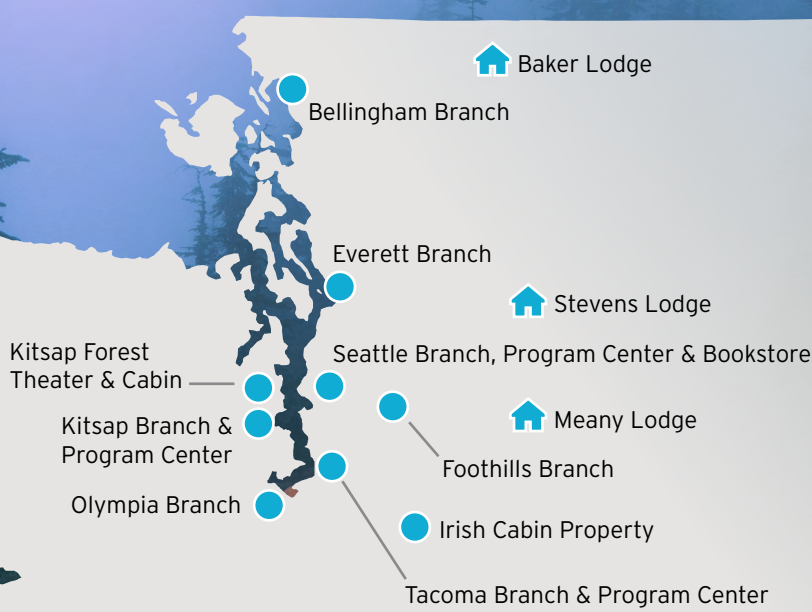 Baker Lodge
Bellingham Branch
Everett Branch
Stevens Lodge
Seattle Branch, Program Center & Bookstore
Kitsap Forest
Theater & Cabin
Meany Lodge
Kitsap Branch &
Program Center
Foothills Branch
Olympia Branch
Irish Cabin Property
Tacoma Branch & Program Center